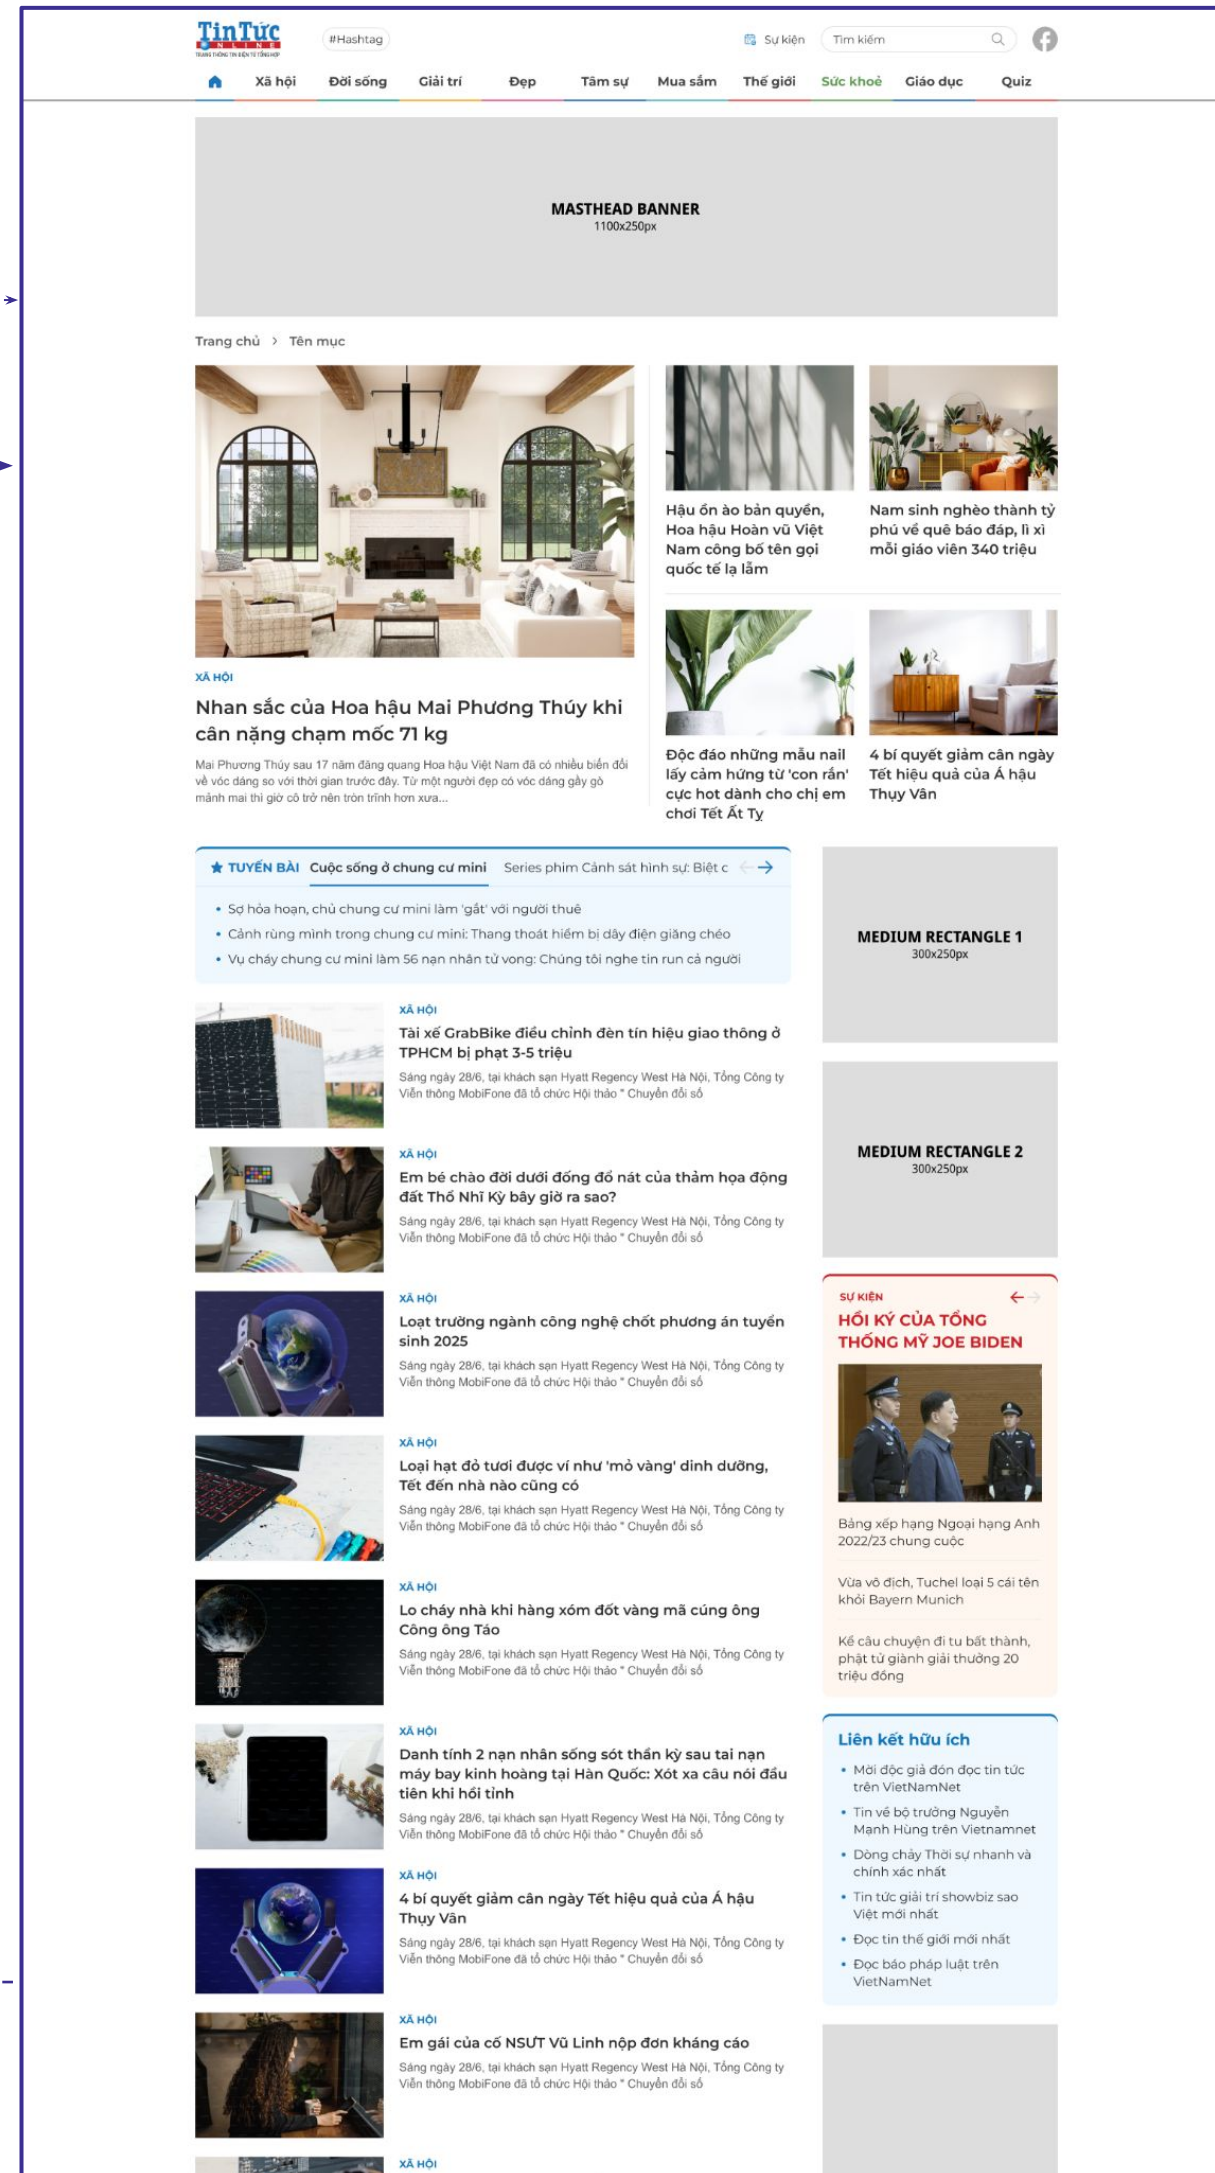 TinTức
ONLINE
TRANG THÔNG TIN ĐIỆN TỬ TỔNG HỢP
#Hashtag
Sự kiện
Tìm kiếm
Xã hội
Đời sống
Giải trí
Đẹp
Tâm sự
Mua sắm
Thế giới
Sức khoẻ
Giáo dục
Quiz
MASTHEAD BANNER
1100x250px
Trang chủ > Tên mục
XÃ HỘI
Nhan sắc của Hoa hậu Mai Phương Thúy khi
cân nặng chạm mốc 71 kg
Mai Phương Thúy sau 17 năm đăng quang Hoa hậu Việt Nam đã có nhiều biến đổi
về vóc dáng so với thời gian trước đây. Từ một người đẹp có vóc dáng gầy gò
mảnh mai thì giờ cô trở nên tròn trĩnh hơn xưa...
Hậu ồn ào bản quyền,
Hoa hậu Hoàn vũ Việt
Nam công bố tên gọi
quốc tế lạ lẫm
Nam sinh nghèo thành tỷ
phú về quê báo đáp, lì xì
mỗi giáo viên 340 triệu
Độc đáo những mẫu nail
lấy cảm hứng từ 'con rắn'
cực hot dành cho chị em
chơi Tết Ất Tỵ
4 bí quyết giảm cân ngày
Tết hiệu quả của Á hậu
Thụy Vân
TUYẾN BÀI
Cuộc sống ở chung cư mini
Series phim Cảnh sát hình sự: Biệt c
• Sợ hỏa hoạn, chủ chung cư mini làm 'gắt' với người thuê
• Cảnh rùng mình trong chung cư mini: Thang thoát hiểm bị dây điện giăng chéo
• Vụ cháy chung cư mini làm 56 nạn nhân tử vong: Chúng tôi nghe tin run cả người
XÃ HỘI
Tài xế GrabBike điều chỉnh đèn tín hiệu giao thông ở
TPHCM bị phạt 3-5 triệu
Sáng ngày 28/6, tại khách sạn Hyatt Regency West Hà Nội, Tổng Công ty
Viễn thông MobiFone đã tổ chức Hội thảo " Chuyển đổi số
XÃ HỘI
Em bé chào đời dưới đống đổ nát của thảm họa động
đất Thổ Nhĩ Kỳ bây giờ ra sao?
Sáng ngày 28/6, tại khách sạn Hyatt Regency West Hà Nội, Tổng Công ty
Viễn thông MobiFone đã tổ chức Hội thảo " Chuyển đổi số
XÃ HỘI
Loạt trường ngành công nghệ chốt phương án tuyển
sinh 2025
Sáng ngày 28/6, tại khách sạn Hyatt Regency West Hà Nội, Tổng Công ty
Viễn thông MobiFone đã tổ chức Hội thảo " Chuyển đổi số
XÃ HỘI
Loại hạt đỏ tươi được ví như 'mỏ vàng' dinh dưỡng,
Tết đến nhà nào cũng có
Sáng ngày 28/6, tại khách sạn Hyatt Regency West Hà Nội, Tổng Công ty
Viễn thông MobiFone đã tổ chức Hội thảo " Chuyển đổi số
XÃ HỘI
Lo cháy nhà khi hàng xóm đốt vàng mã cúng ông
Công ông Táo
Sáng ngày 28/6, tại khách sạn Hyatt Regency West Hà Nội, Tổng Công ty
Viễn thông MobiFone đã tổ chức Hội thảo " Chuyển đổi số
XÃ HỘI
Danh tính 2 nạn nhân sống sót thần kỳ sau tai nạn
máy bay kinh hoàng tại Hàn Quốc: Xót xa câu nói đầu
tiên khi hồi tỉnh
Sáng ngày 28/6, tại khách sạn Hyatt Regency West Hà Nội, Tổng Công ty
Viễn thông MobiFone đã tổ chức Hội thảo " Chuyển đổi số
XÃ HỘI
4 bí quyết giảm cân ngày Tết hiệu quả của Á hậu
Thụy Vân
Sáng ngày 28/6, tại khách sạn Hyatt Regency West Hà Nội, Tổng Công ty
Viễn thông MobiFone đã tổ chức Hội thảo " Chuyển đổi số
XÃ HỘI
Em gái của cố NSƯT Vũ Linh nộp đơn kháng cáo
Sáng ngày 28/6, tại khách sạn Hyatt Regency West Hà Nội, Tổng Công ty
Viễn thông MobiFone đã tổ chức Hội thảo " Chuyển đổi số
XÃ HỘI
MEDIUM RECTANGLE 1
300x250px
MEDIUM RECTANGLE 2
300x250px
SỰ KIỆN
HỒI KÝ CỦA TỔNG
THỐNG MỸ JOE BIDEN
Bảng xếp hạng Ngoại hạng Anh
2022/23 chung cuộc
Vừa vô địch, Tuchel loại 5 cái tên
khỏi Bayern Munich
Kể câu chuyện đi tu bất thành,
phật tử giành giải thưởng 20
triệu đồng
Liên kết hữu ích
• Mời độc giả đón đọc tin tức
trên VietNamNet
• Tin về bộ trưởng Nguyễn
Mạnh Hùng trên Vietnamnet
• Dòng chảy Thời sự nhanh và
chính xác nhất
• Tin tức giải trí showbiz sao
Việt mới nhất
• Đọc tin thế giới mới nhất
• Đọc báo pháp luật trên
VietNamNet